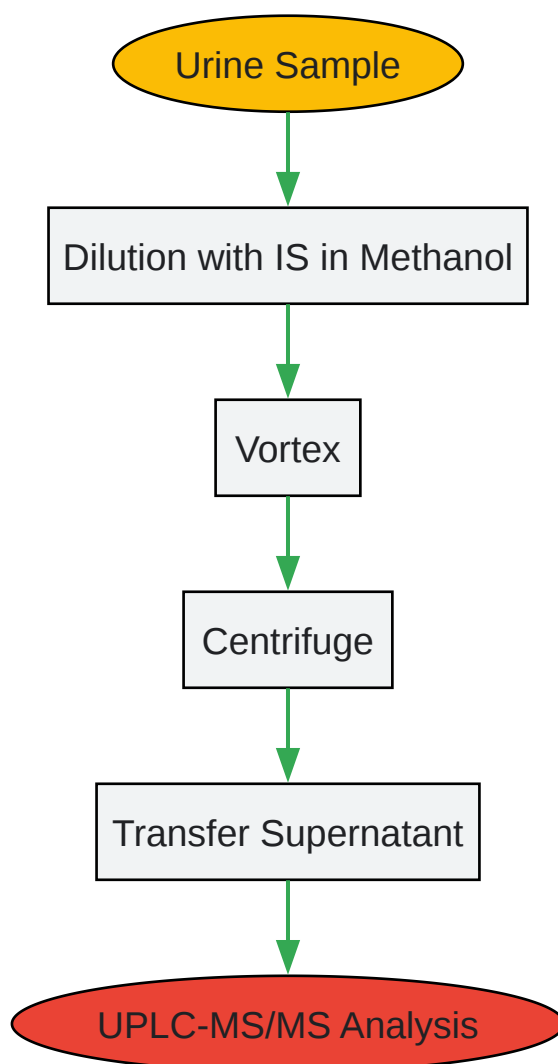 Urine Sample
Dilution with IS in Methanol
Vortex
Centrifuge
Transfer Supernatant
UPLC-MS/MS Analysis